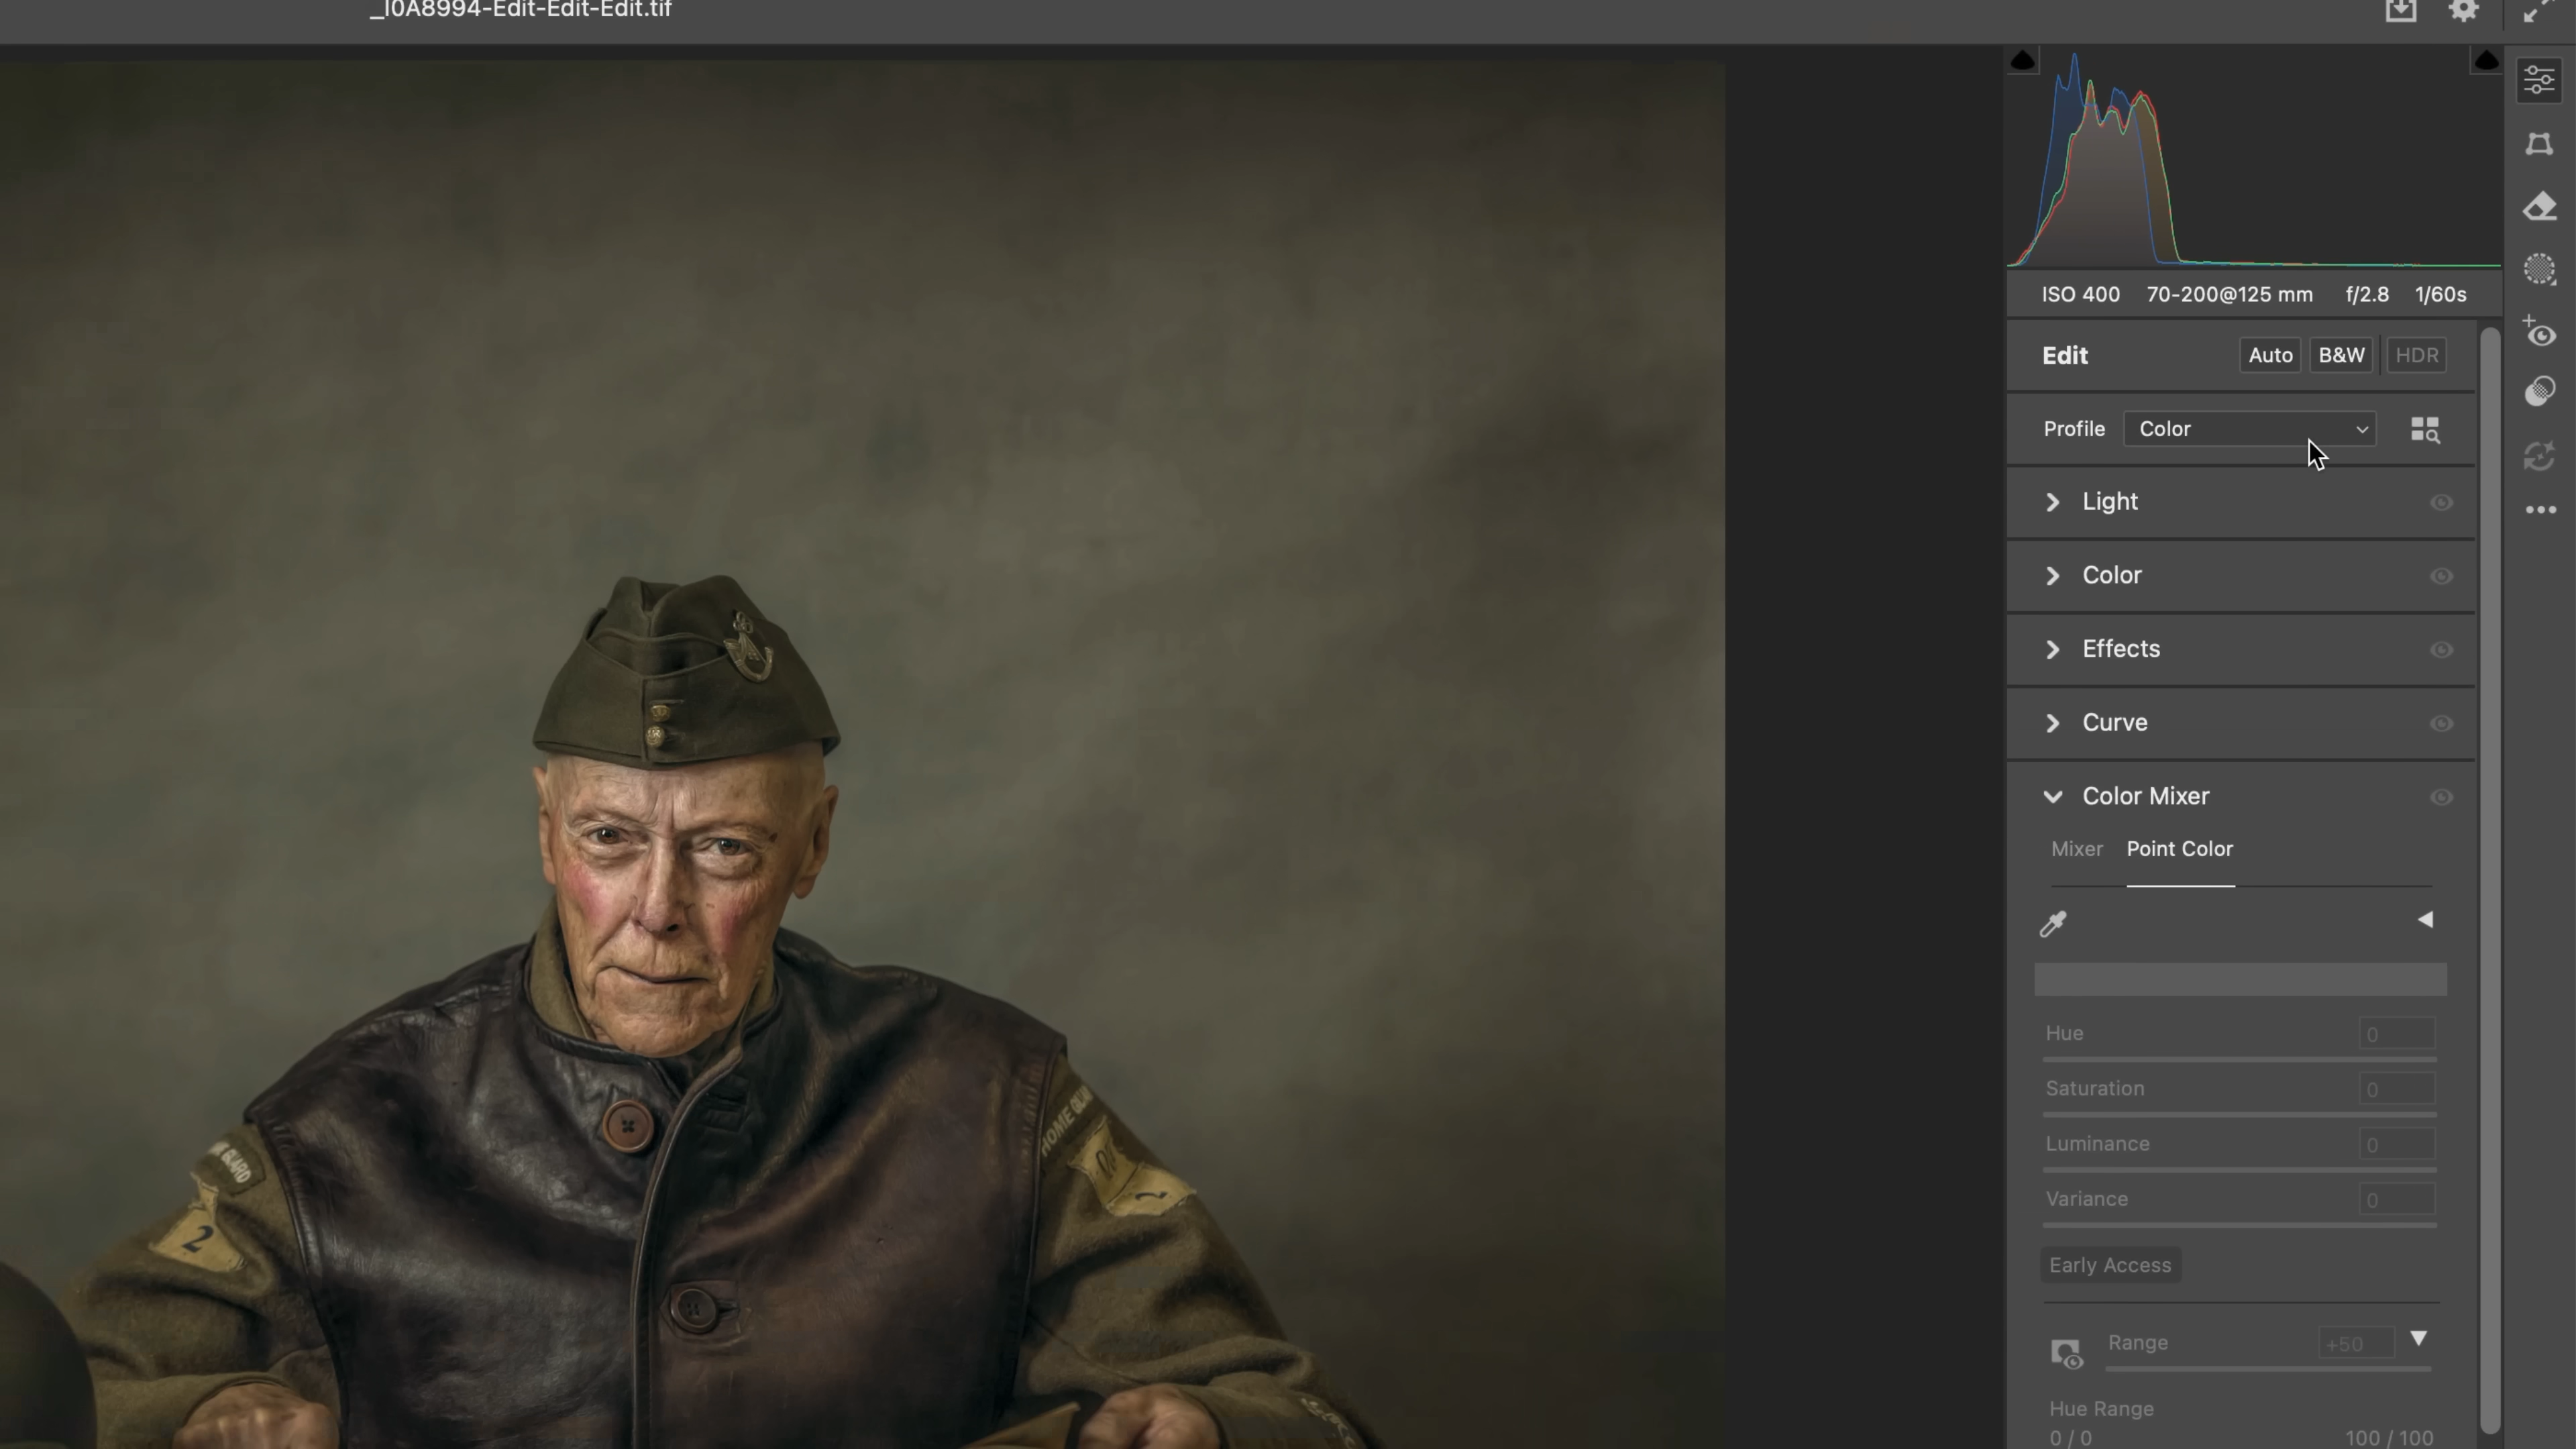 _I0A8994-Edit-Edit-Edit.tif
ISO 400 70-200@125 mm f/2.8 1/60s
Edit Auto B&W HDR
Profile Color
Light
Color
Effects
Curve
Color Mixer
Mixer Point Color
Hue 0
Saturation 0
Luminance 0
Variance 0
Early Access
Range +50
Hue Range
0 / 0 100 / 100
HOME
2